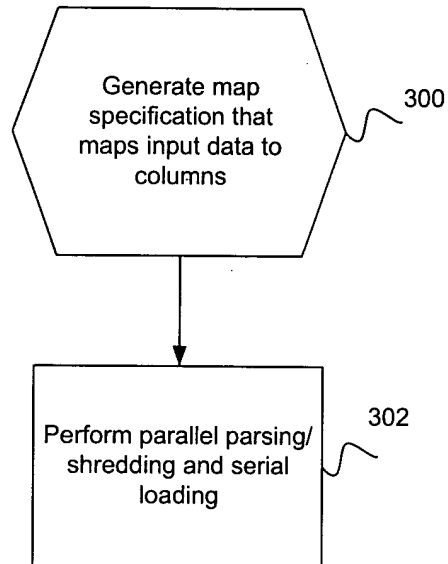 Generate map
specification that
maps input data to
columns
300
Perform parallel parsing/
shredding and serial
loading
302